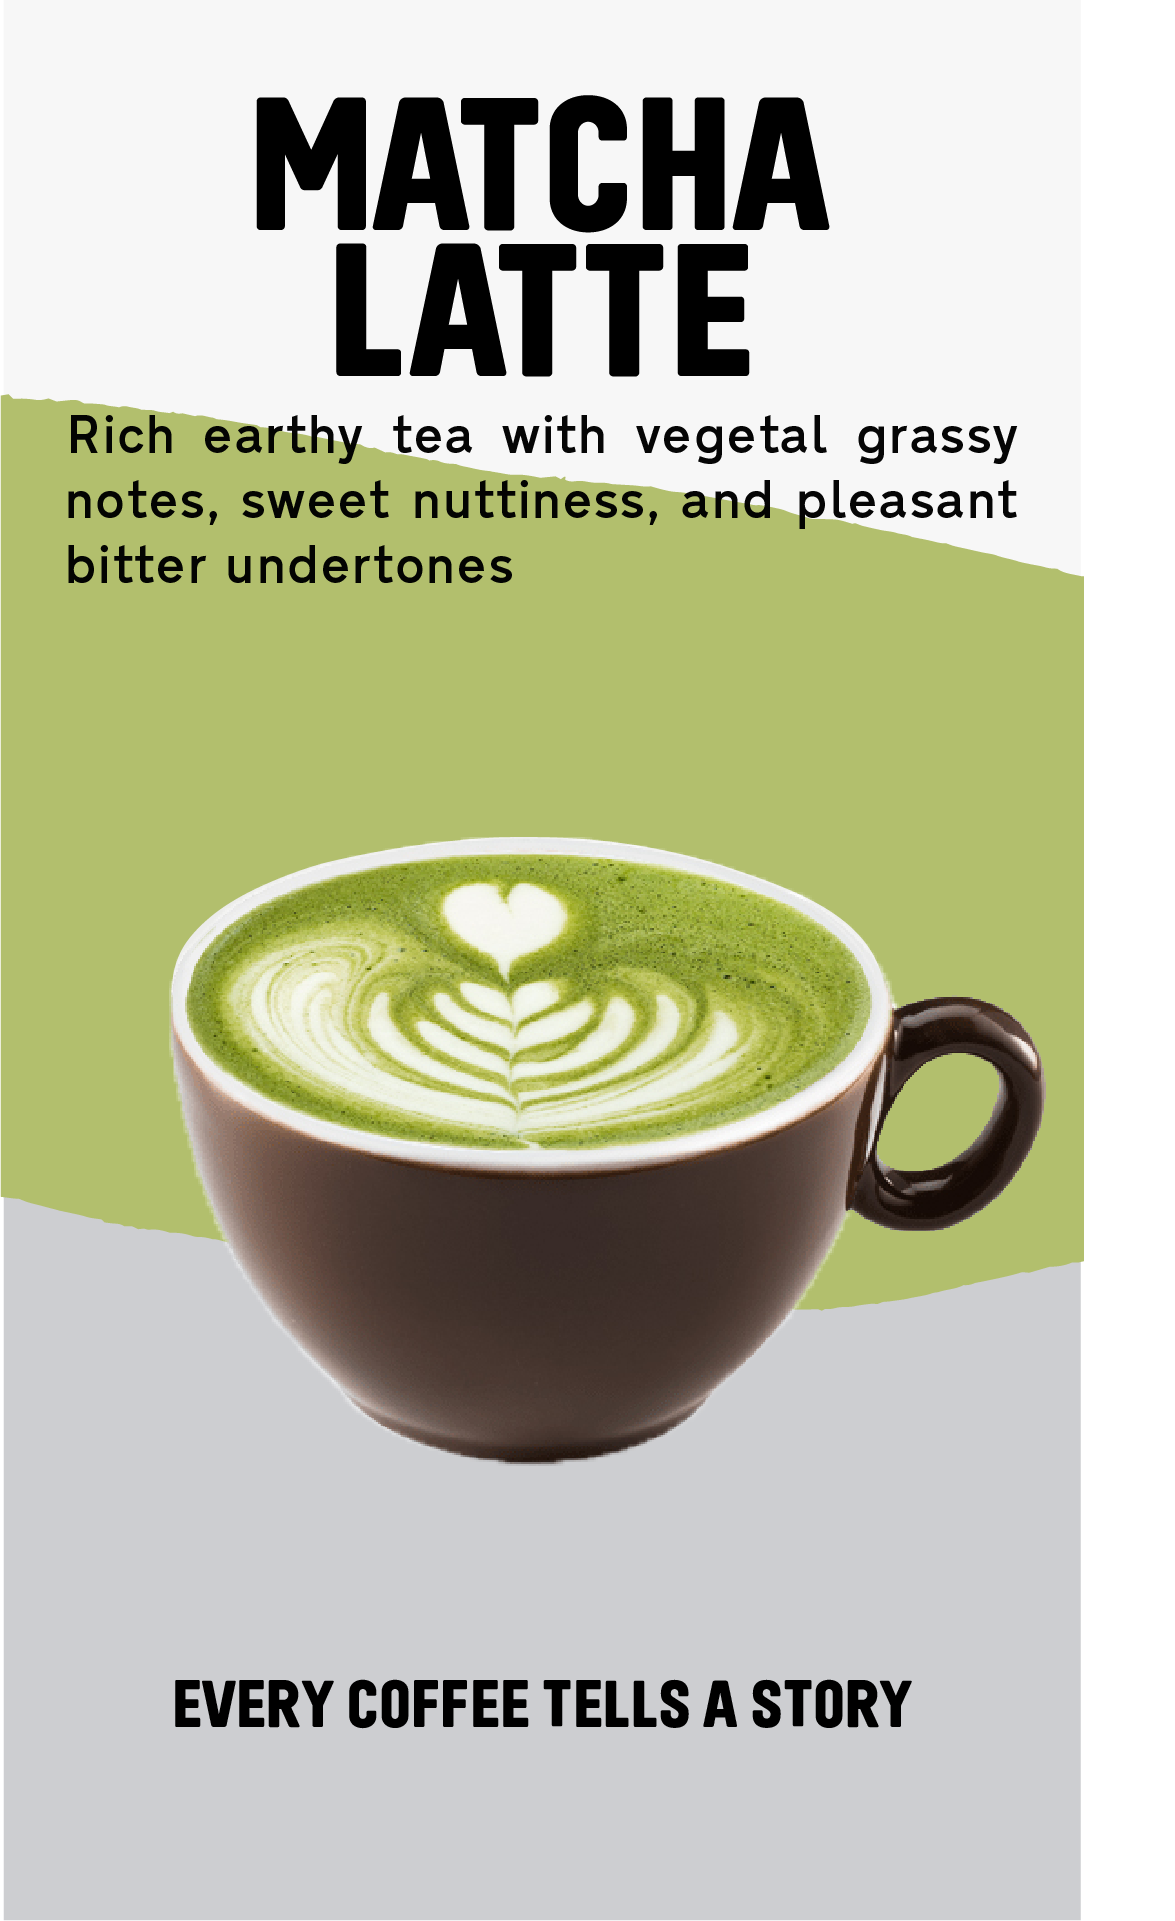 MATCHA
LATTE
Rich earthy tea with vegetal grassy
notes, sweet nuttiness, and pleasant
bitter undertones
EVERY COFFEE TELLS A STORY